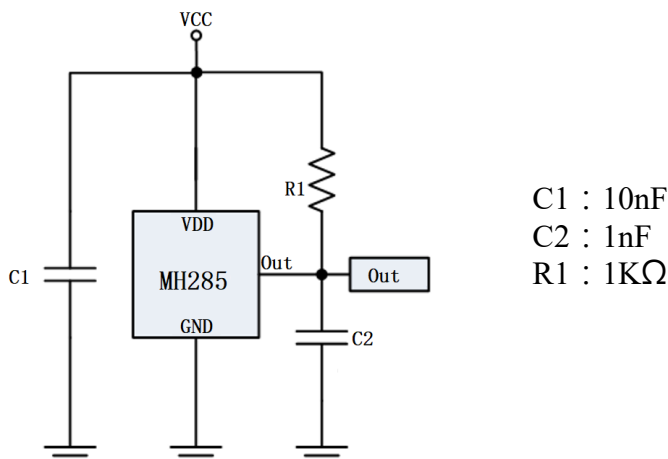 VCC
R1
VDD
C1
MH285
Out
Out
GND
C2
C1：10nF
C2：1nF
R1：1KΩ